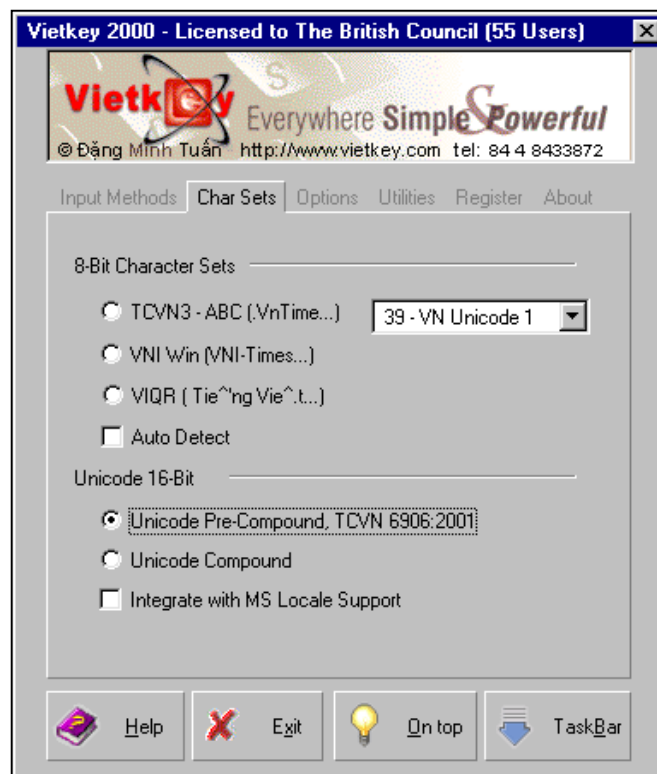 Vietkey 2000 - Licensed to The British Council (55 Users)
Vietkey
Everywhere Simple & Powerful
© Đặng Minh Tuấn http://www.vietkey.com tel: 84 4 8433872
Input Methods Char Sets Options Utilities Register About
8-Bit Character Sets
TCVN3 - ABC (.VnTime...) 39 - VN Unicode 1
VNI Win (VNI-Times...)
VIQR ( Tie^'ng Vie^.t...)
Auto Detect
Unicode 16-Bit
Unicode Pre-Compound, TCVN 6906:2001
Unicode Compound
Integrate with MS Locale Support
Help Exit On top TaskBar